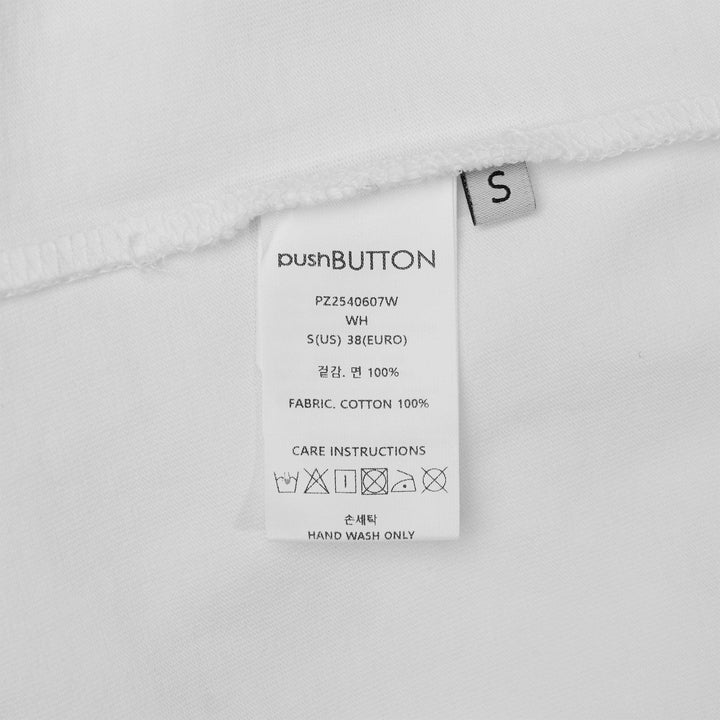 S
pushBUTTON
PZ2540607W
WH
S(US) 38(EURO)
겉감. 면 100%
FABRIC. COTTON 100%
CARE INSTRUCTIONS
손세탁
HAND WASH ONLY